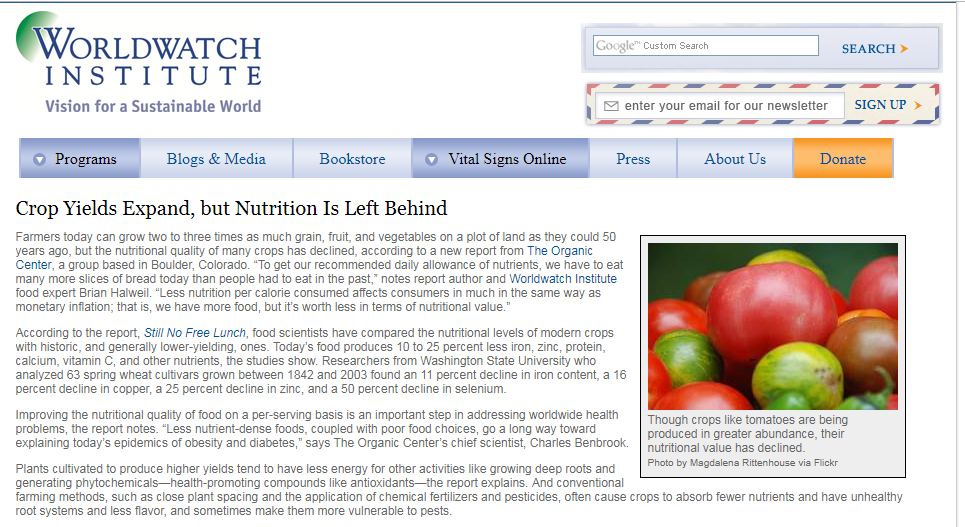 WORLDWATCH
INSTITUTE
Vision for a Sustainable World
Google™ Custom Search
SEARCH
enter your email for our newsletter
SIGN UP
Programs
Blogs & Media
Bookstore
Vital Signs Online
Press
About Us
Donate
Crop Yields Expand, but Nutrition Is Left Behind
Farmers today can grow two to three times as much grain, fruit, and vegetables on a plot of land as they could 50
years ago, but the nutritional quality of many crops has declined, according to a new report from The Organic
Center, a group based in Boulder, Colorado. “To get our recommended daily allowance of nutrients, we have to eat
many more slices of bread today than people had to eat in the past,” notes report author and Worldwatch Institute
food expert Brian Halweil. “Less nutrition per calorie consumed affects consumers in much in the same way as
monetary inflation; that is, we have more food, but it’s worth less in terms of nutritional value.”
According to the report, Still No Free Lunch, food scientists have compared the nutritional levels of modern crops
with historic, and generally lower-yielding, ones. Today’s food produces 10 to 25 percent less iron, zinc, protein,
calcium, vitamin C, and other nutrients, the studies show. Researchers from Washington State University who
analyzed 63 spring wheat cultivars grown between 1842 and 2003 found an 11 percent decline in iron content, a 16
percent decline in copper, a 25 percent decline in zinc, and a 50 percent decline in selenium.
Improving the nutritional quality of food on a per-serving basis is an important step in addressing worldwide health
problems, the report notes. “Less nutrient-dense foods, coupled with poor food choices, go a long way toward
explaining today’s epidemics of obesity and diabetes,” says The Organic Center’s chief scientist, Charles Benbrook.
Plants cultivated to produce higher yields tend to have less energy for other activities like growing deep roots and
generating phytochemicals—health-promoting compounds like antioxidants—the report explains. And conventional
farming methods, such as close plant spacing and the application of chemical fertilizers and pesticides, often cause crops to absorb fewer nutrients and have unhealthy
root systems and less flavor, and sometimes make them more vulnerable to pests.
Though crops like tomatoes are being
produced in greater abundance, their
nutritional value has declined.
Photo by Magdalena Rittenhouse via Flickr